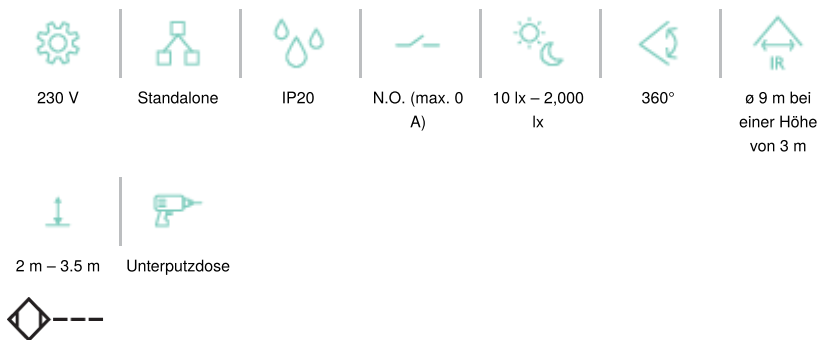 IR
230 V
Standalone
IP20
N.O. (max. 0
A)
10 lx – 2,000
lx
360°
ø 9 m bei
einer Höhe
von 3 m
2 m – 3.5 m
Unterputzdose